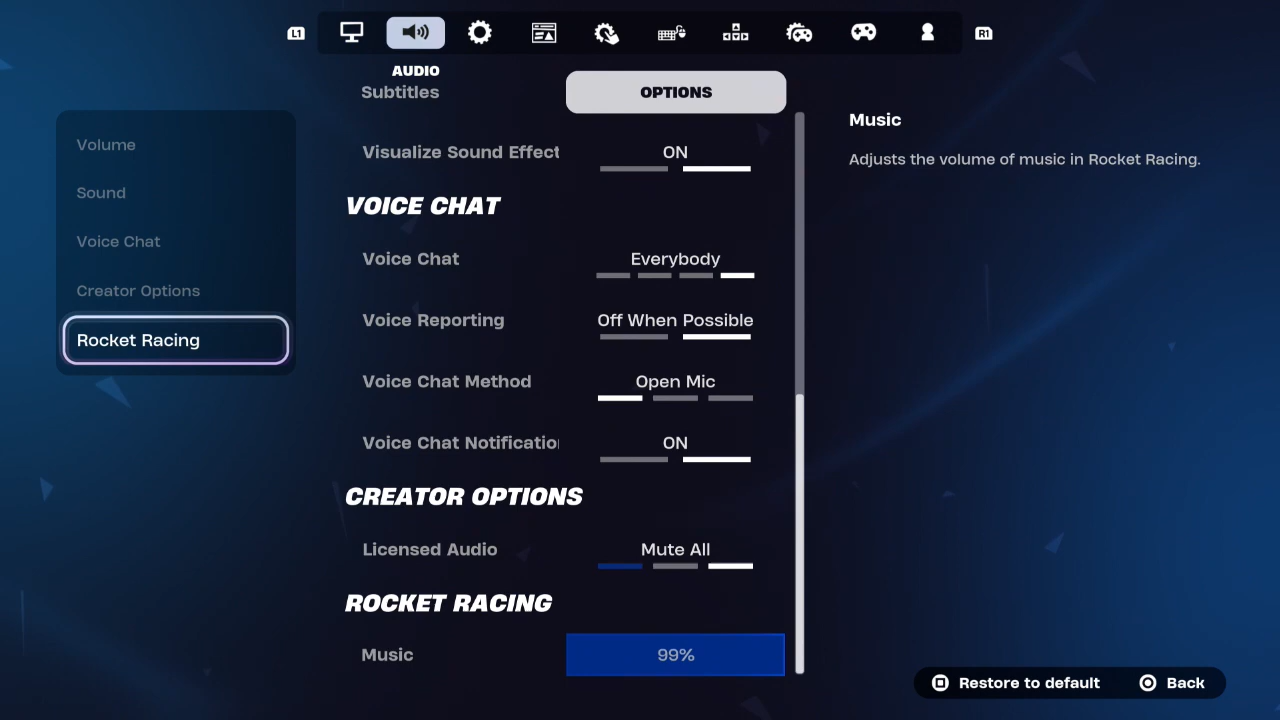 L1
R1
AUDIO
Volume
Sound
Voice Chat
Creator Options
Rocket Racing
Subtitles
OPTIONS
Visualize Sound Effect
ON
VOICE CHAT
Voice Chat
Everybody
Voice Reporting
Off When Possible
Voice Chat Method
Open Mic
Voice Chat Notificatio
ON
CREATOR OPTIONS
Licensed Audio
Mute All
ROCKET RACING
Music
99%
Music
Adjusts the volume of music in Rocket Racing.
Restore to default
Back